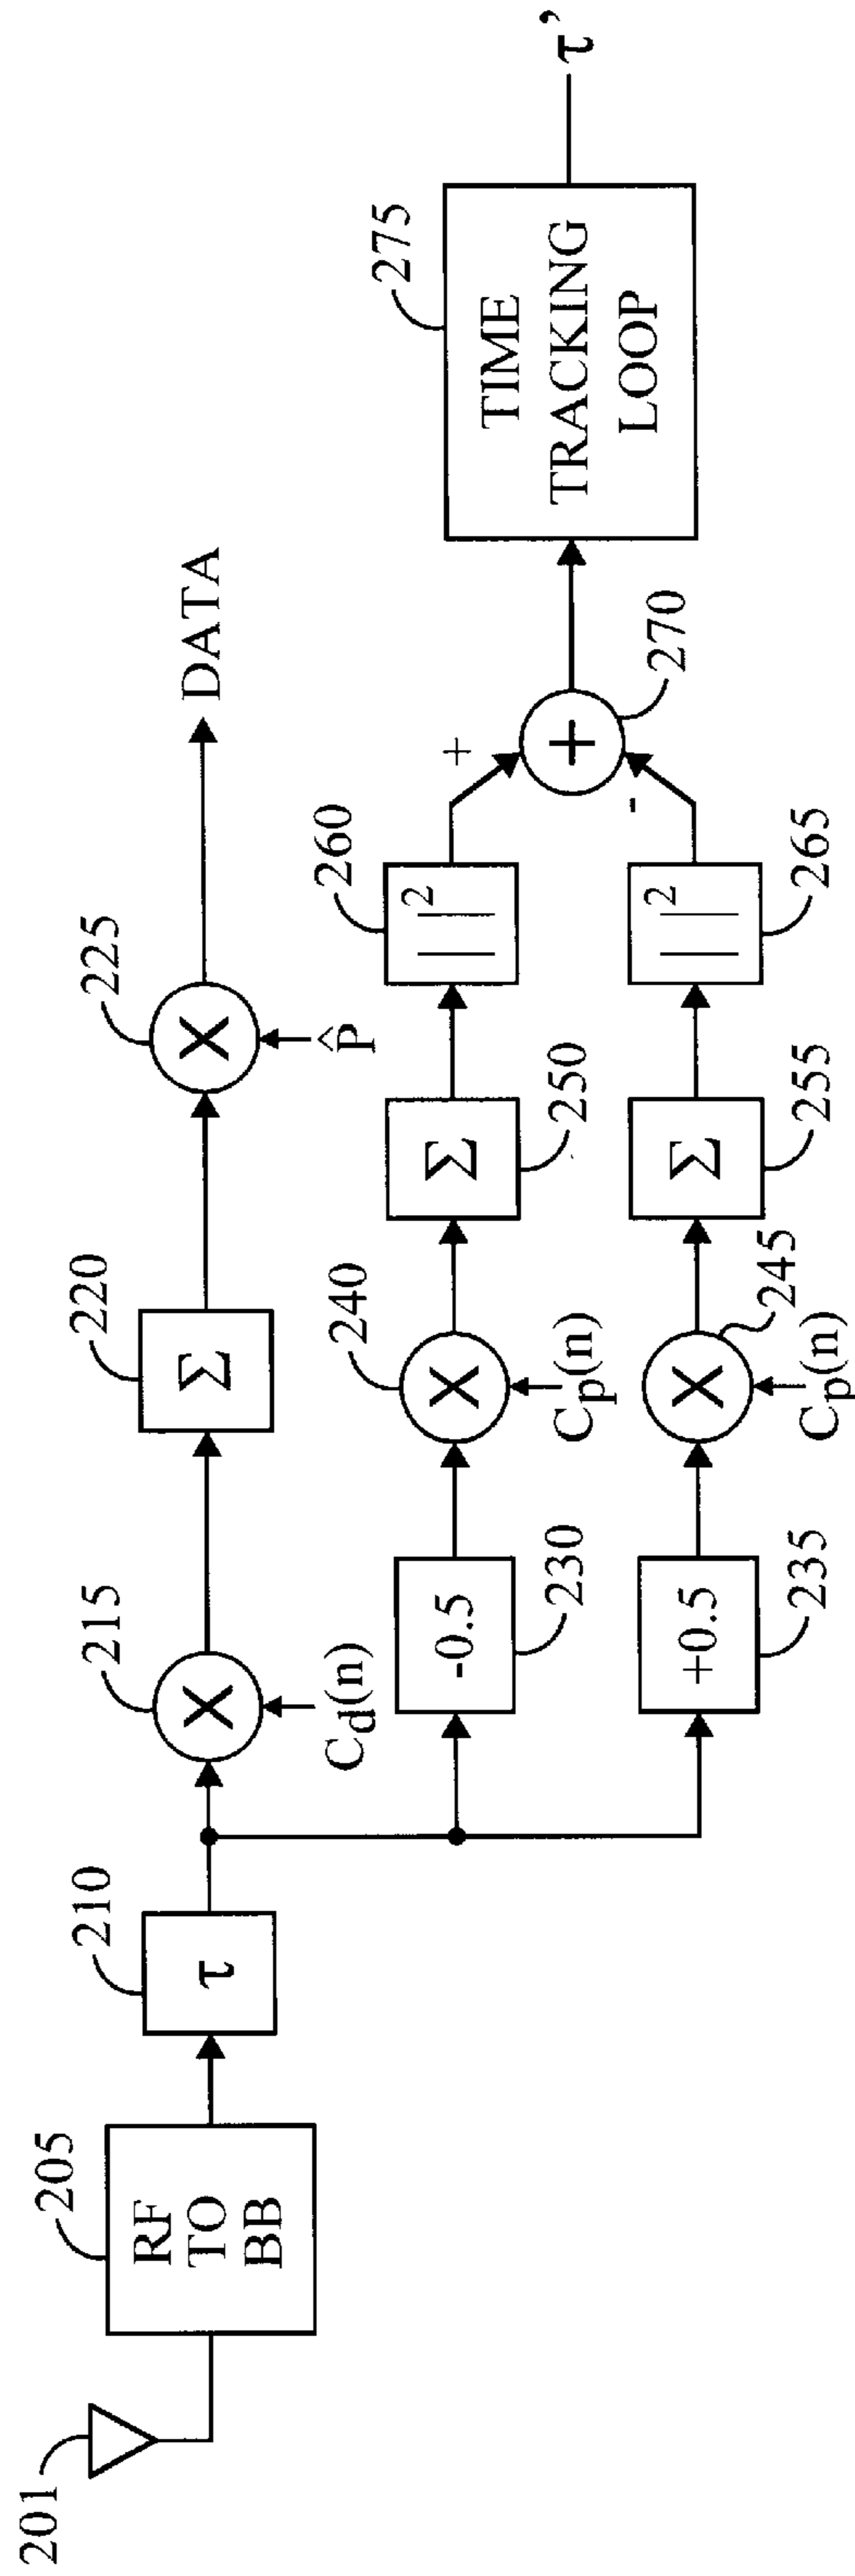 201
RF
TO
BB
205
τ
210
X
215
C_d(n)
Σ
220
X
225
P̂
DATA
-0.5
230
X
240
C_p(n)
Σ
250
| |²
260
+
+0.5
235
X
245
C_p(n)
Σ
255
| |²
265
-
+
270
TIME
TRACKING
LOOP
275
τ’